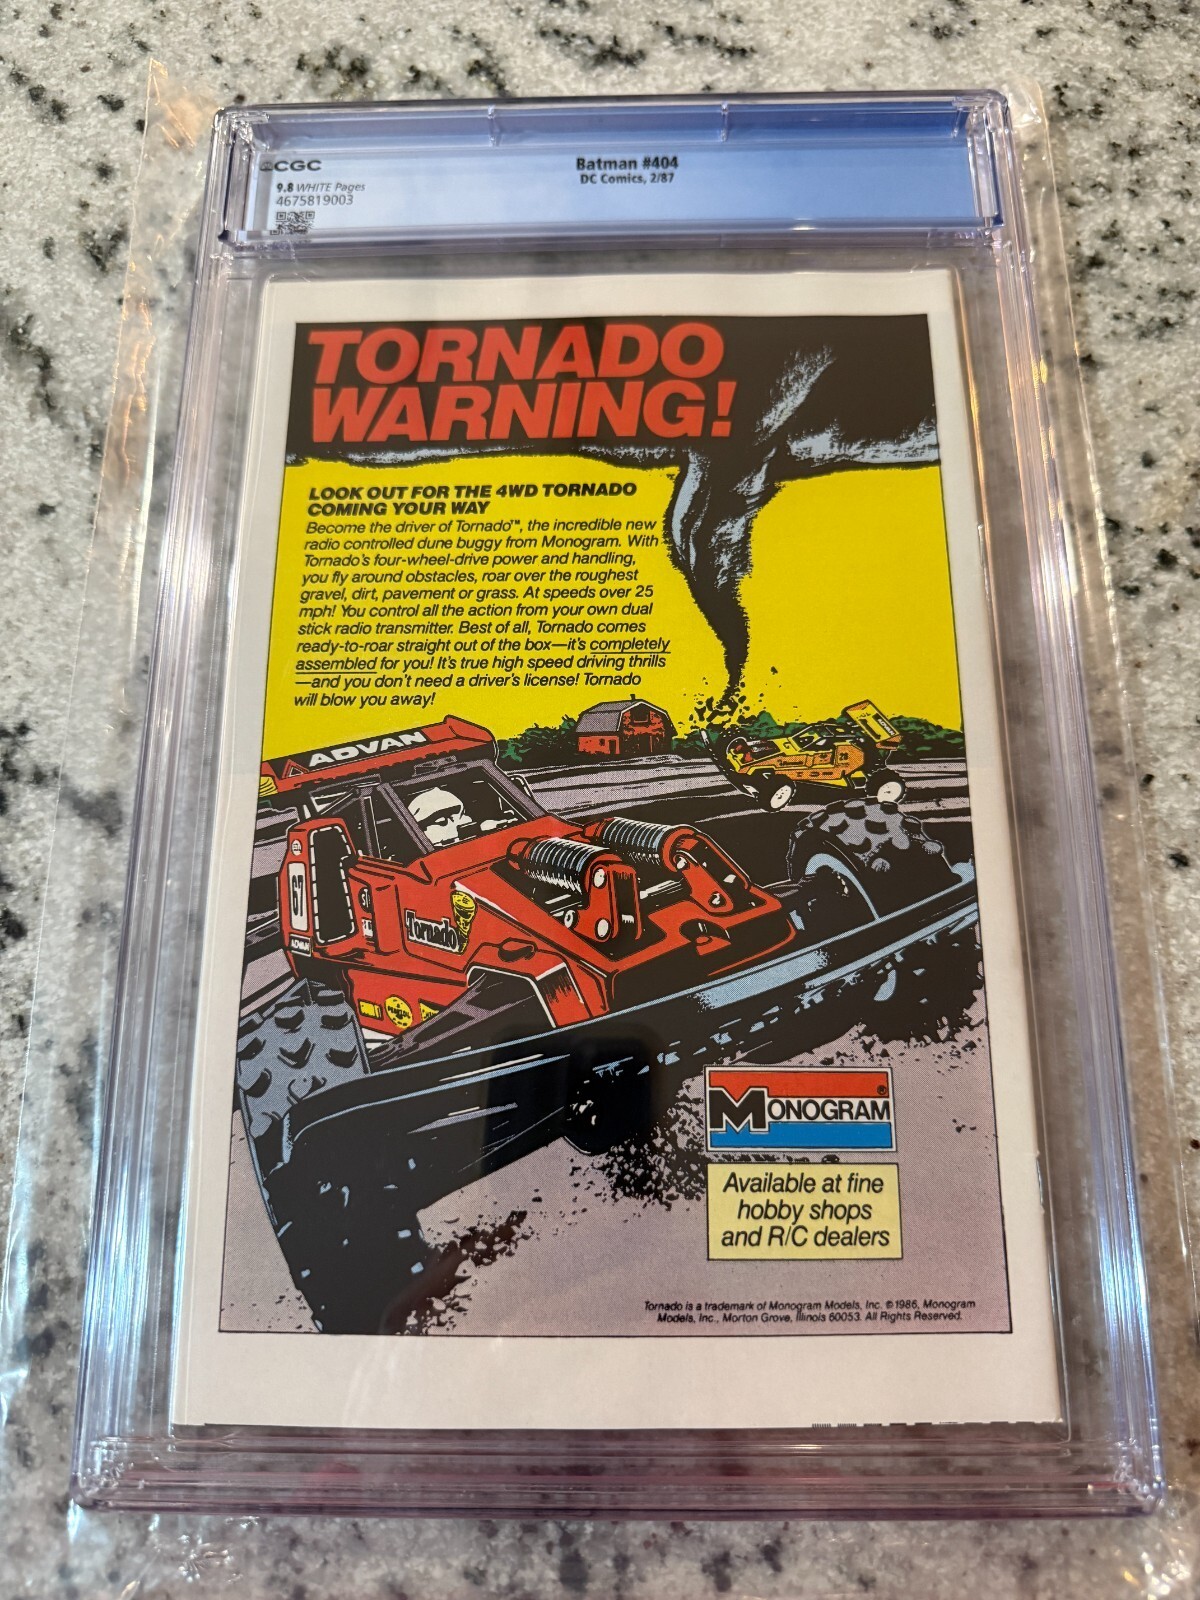 CGC
Batman #404
DC Comics, 2/87
9.8 WHITE Pages
4675819003
TORNADO
WARNING!
LOOK OUT FOR THE 4WD TORNADO
COMING YOUR WAY
Become the driver of Tornado™, the incredible new
radio controlled dune buggy from Monogram. With
Tornado's four-wheel-drive power and handling,
you fly around obstacles, roar over the roughest
gravel, dirt, pavement or grass. At speeds over 25
mph! You control all the action from your own dual
stick radio transmitter. Best of all, Tornado comes
ready-to-roar straight out of the box—it's completely
assembled for you! It's true high speed driving thrills
—and you don't need a driver's license! Tornado
will blow you away!
ADVAN
67
ADVAN
Tornado
MONOGRAM®
Available at fine
hobby shops
and R/C dealers
Tornado is a trademark of Monogram Models, Inc. ©1986, Monogram
Models, Inc., Morton Grove, Illinois 60053. All Rights Reserved.